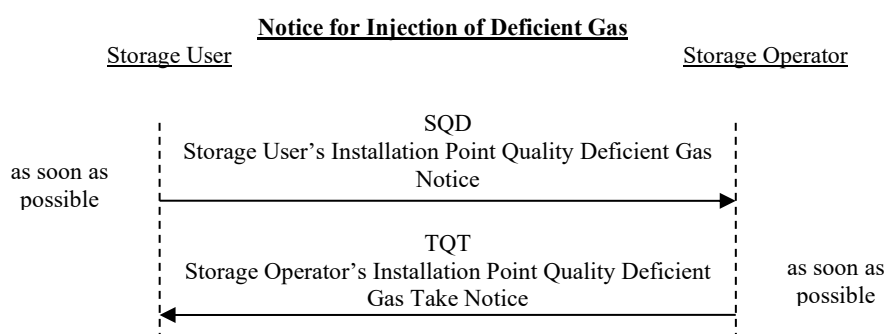 Notice for Injection of Deficient Gas
Storage User
Storage Operator
SQD
Storage User’s Installation Point Quality Deficient Gas
Notice
as soon as
possible
TQT
Storage Operator’s Installation Point Quality Deficient
Gas Take Notice
as soon as
possible